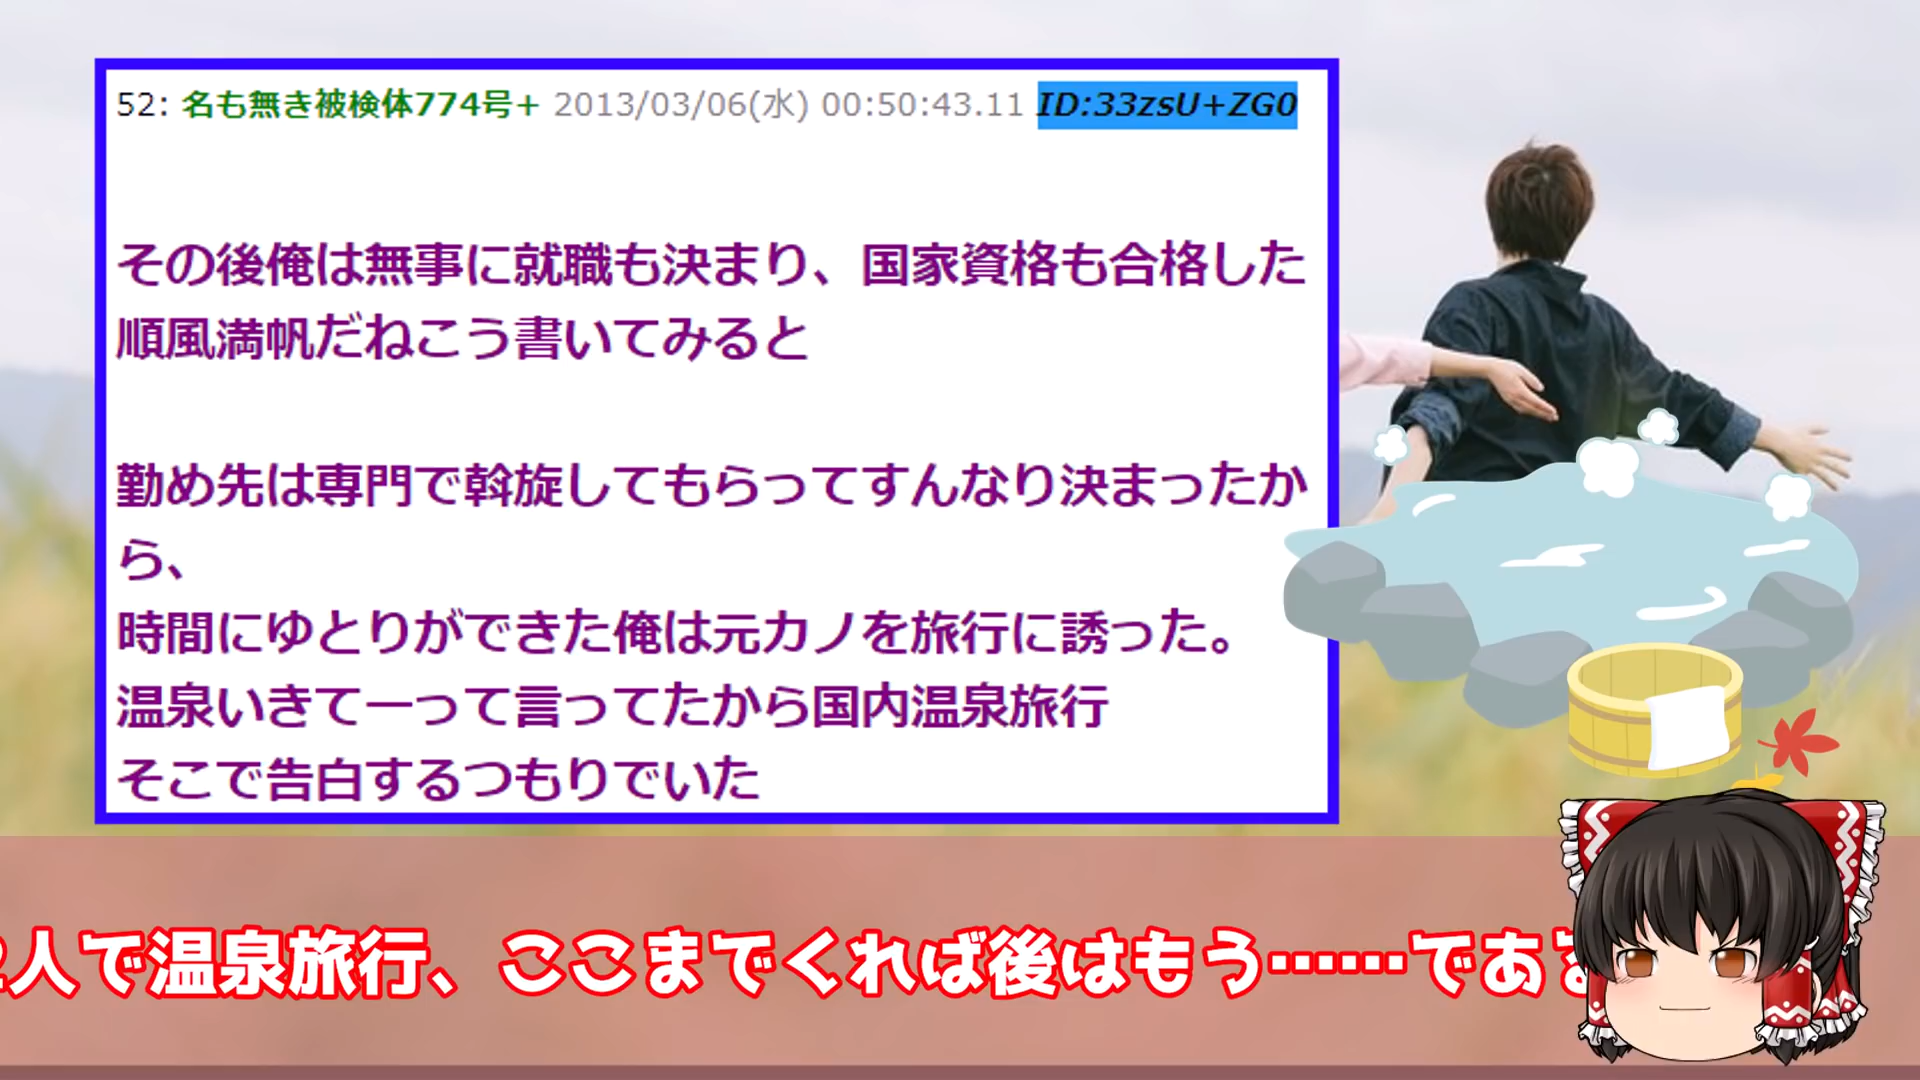 52: 名も無き被検体774号+ 2013/03/06(水) 00:50:43.11 ID:33zsU+ZG0
その後俺は無事に就職も決まり、国家資格も合格した
順風満帆だねこう書いてみると
勤め先は専門で斡旋してもらってすんなり決まったか
ら、
時間にゆとりができた俺は元カノを旅行に誘った。
温泉いきてーって言ってたから国内温泉旅行
そこで告白するつもりでいた
2人で温泉旅行、ここまでくれば後はもう……である